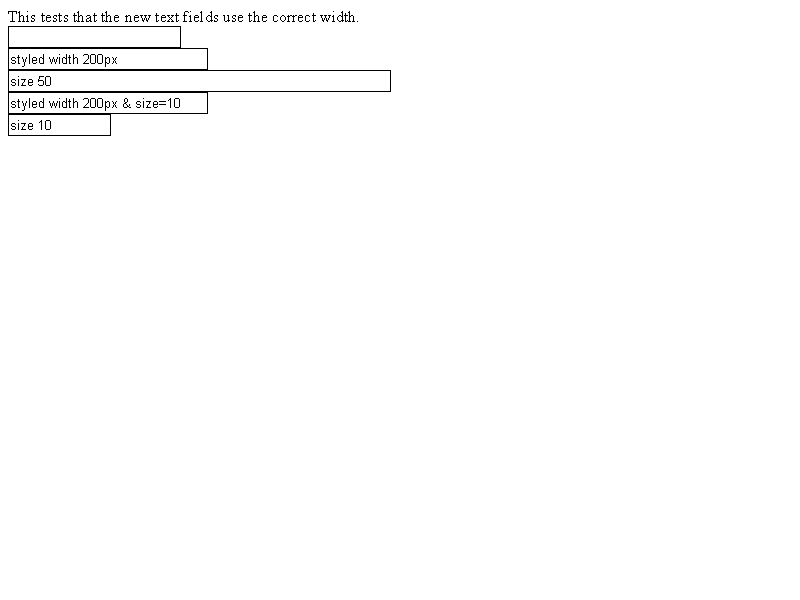 This tests that the new text fields use the correct width.
styled width 200px
size 50
styled width 200px & size=10
size 10